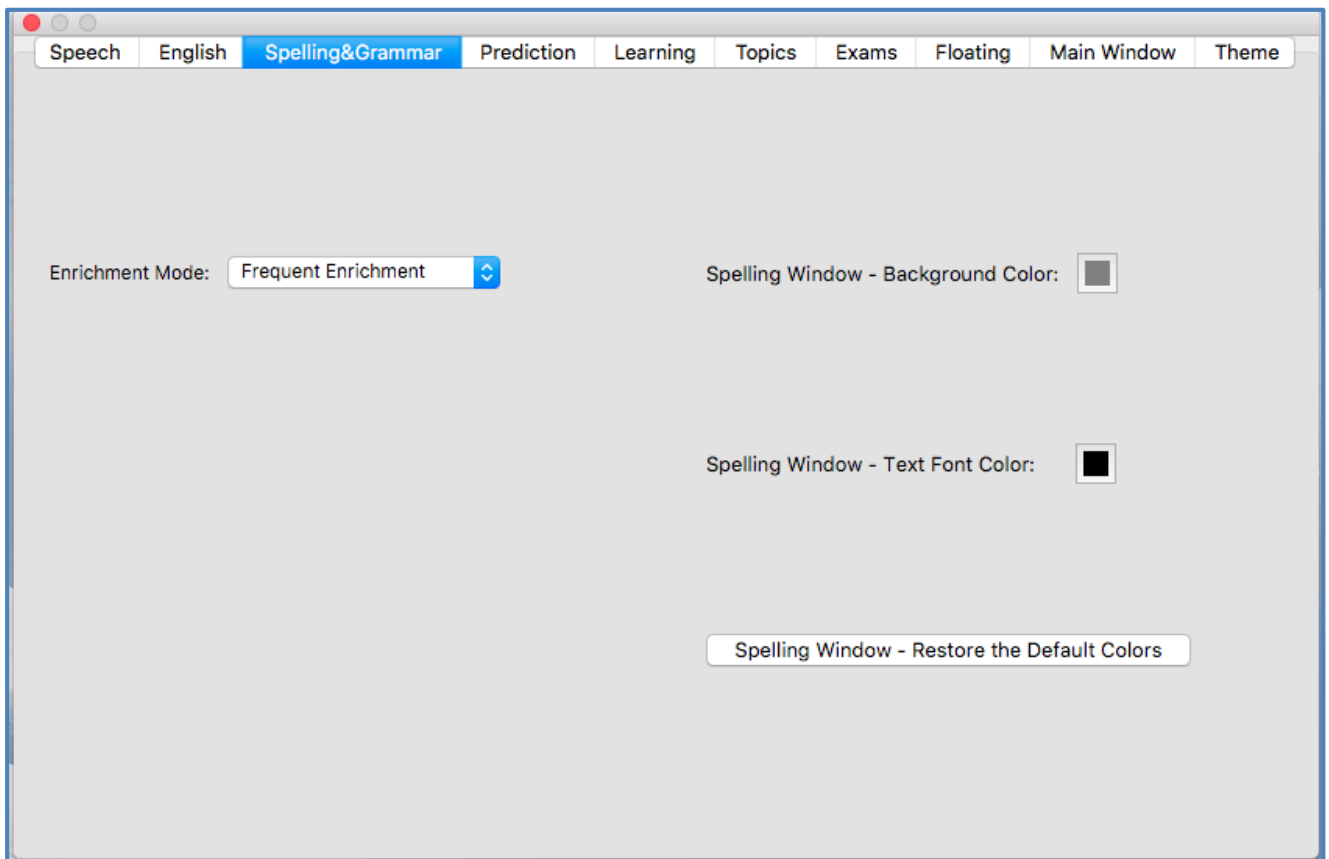 Speech English Spelling&Grammar Prediction Learning Topics Exams Floating Main Window Theme
Enrichment Mode: Frequent Enrichment
Spelling Window - Background Color:
Spelling Window - Text Font Color:
Spelling Window - Restore the Default Colors